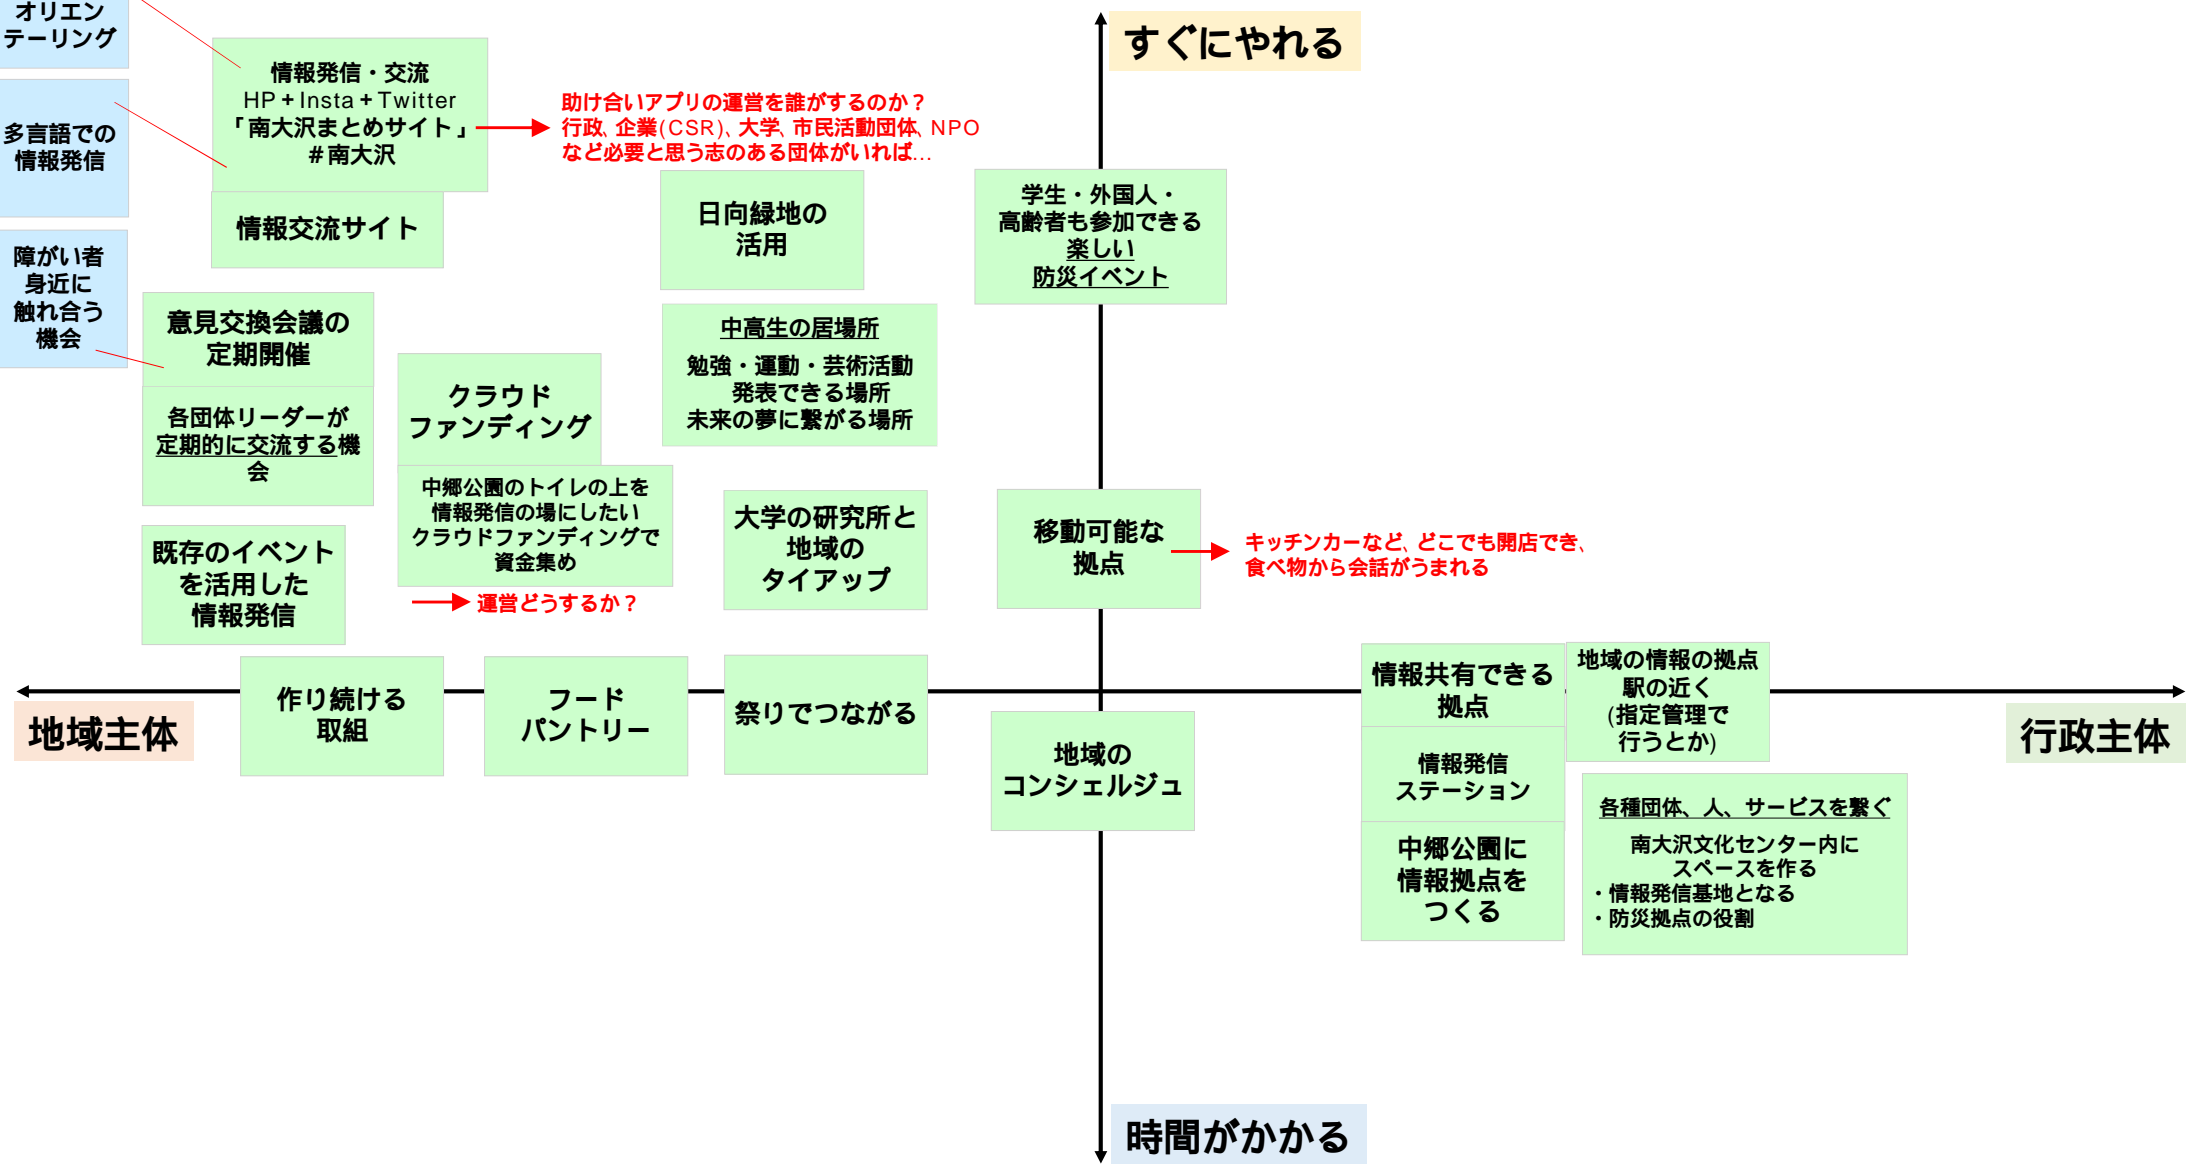 オリエン
テーリング
多言語での
情報発信
障がい者
身近に
触れ合う
機会
すぐにやれる
情報発信・交流
HP+Insta+Twitter
「南大沢まとめサイト」
#南大沢
助け合いアプリの運営を誰がするのか？
行政、企業(CSR)、大学、市民活動団体、NPO
など必要と思う志のある団体がいれば…
情報交流サイト
日向緑地の
活用
学生・外国人・
高齢者も参加できる
楽しい
防災イベント
意見交換会議の
定期開催
各団体リーダーが
定期的に交流する機
会
クラウド
ファンディング
中郷公園のトイレの上を
情報発信の場にしたい
クラウドファンディングで
資金集め
運営どうするか？
中高生の居場所
勉強・運動・芸術活動
発表できる場所
未来の夢に繋がる場所
既存のイベント
を活用した
情報発信
大学の研究所と
地域の
タイアップ
移動可能な
拠点
キッチンカーなど、どこでも開店でき、
食べ物から会話がうまれる
地域主体
作り続ける
取組
フード
パントリー
祭りでつながる
地域の
コンシェルジュ
情報共有できる
拠点
地域の情報の拠点
駅の近く
(指定管理で
行うとか)
行政主体
情報発信
ステーション
中郷公園に
情報拠点を
つくる
各種団体、人、サービスを繋ぐ
南大沢文化センター内に
スペースを作る
・情報発信基地となる
・防災拠点の役割
時間がかかる